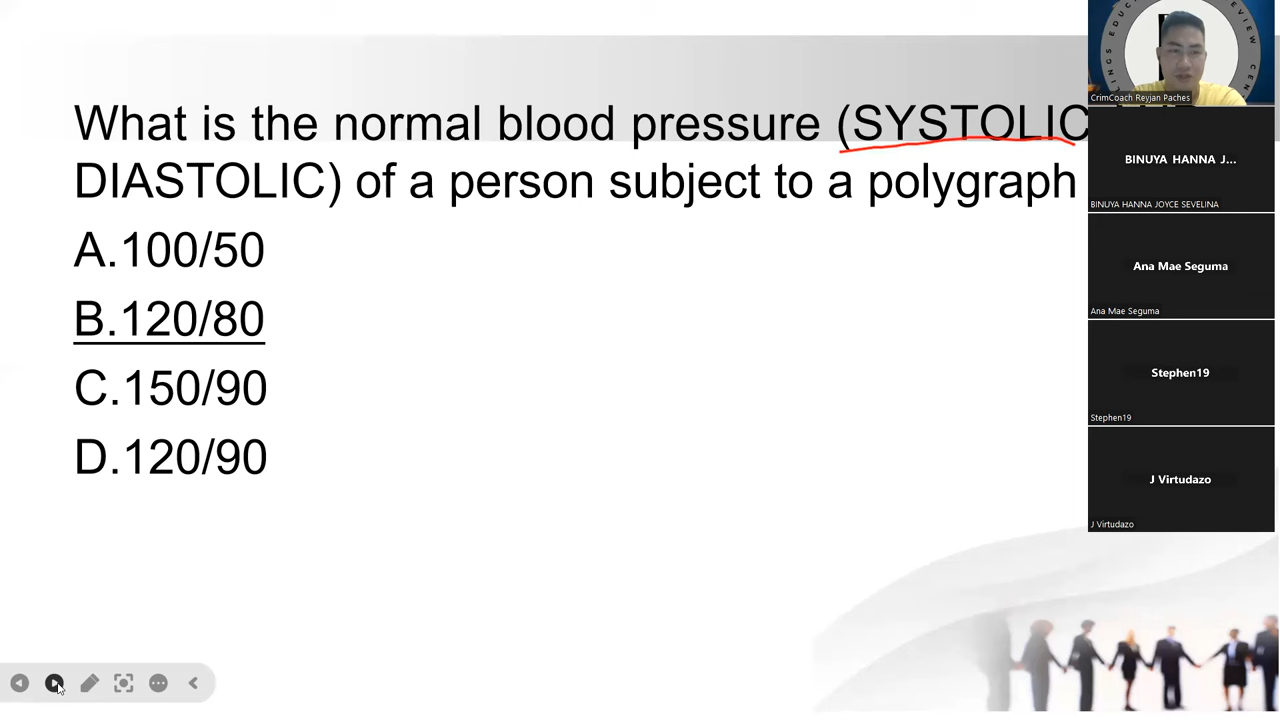 What is the normal blood pressure (SYSTOLIC
DIASTOLIC) of a person subject to a polygraph
A.100/50
B.120/80
C.150/90
D.120/90
CrimCoach Reyjan Paches
BINUYA HANNA J...
BINUYA HANNA JOYCE SEVELINA
Ana Mae Seguma
Ana Mae Seguma
Stephen19
Stephen19
J Virtudazo
J Virtudazo